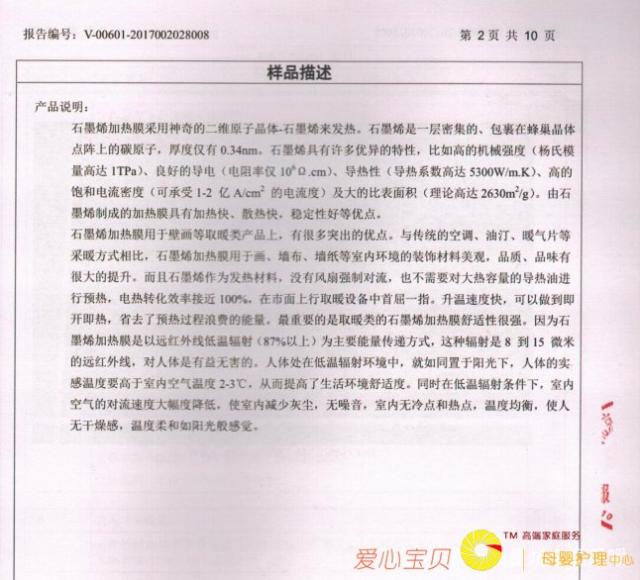 报告编号：V-00601-2017002028008
第 2 页 共 10 页
样品描述
产品说明：
石墨烯加热膜采用神奇的二维原子晶体-石墨烯来发热。石墨烯是一层密集的、包裹在蜂巢晶体
点阵上的碳原子，厚度仅有 0.34nm。石墨烯具有许多优异的特性，比如高的机械强度（杨氏模
量高达 1TPa）、良好的导电（电阻率仅 10⁶Ω.cm）、导热性（导热系数高达 5300W/m.K）、高的
饱和电流密度（可承受 1-2 亿 A/cm² 的电流度）及大的比表面积（理论高达 2630m²/g）。由石
墨烯制成的加热膜具有加热快、散热快，稳定性好等优点。
石墨烯加热膜用于壁画等取暖类产品上，有很多突出的优点。与传统的空调、油汀、暖气片等
采暖方式相比，石墨烯加热膜用于画、墙布、墙纸等室内环境的装饰材料美观，品质、品味有
很大的提升。而且石墨烯作为发热材料，没有风扇强制对流，也不需要对大热容量的导热油进
行预热，电热转化效率接近 100%，在市面上行取暖设备中首屈一指。升温速度快，可以做到即
开即热，省去了预热过程浪费的能量。最重要的是取暖类的石墨烯加热膜舒适性很强。因为石
墨烯加热膜是以远红外线低温辐射（87%以上）为主要能量传递方式，这种辐射是 8 到 15 微米
的远红外线，对人体是有益无害的。人体处在低温辐射环境中，就如同置于阳光下，人体的实
感温度要高于室内空气温度 2-3℃，从而提高了生活环境舒适度。同时在低温辐射条件下，室内
空气的对流速度大幅度降低，使室内减少灰尘，无噪音，室内无冷点和热点，温度均衡，使人
无干燥感，温度柔和如阳光般感觉。
爱心宝贝
TM 高端家庭服务
母婴护理中心